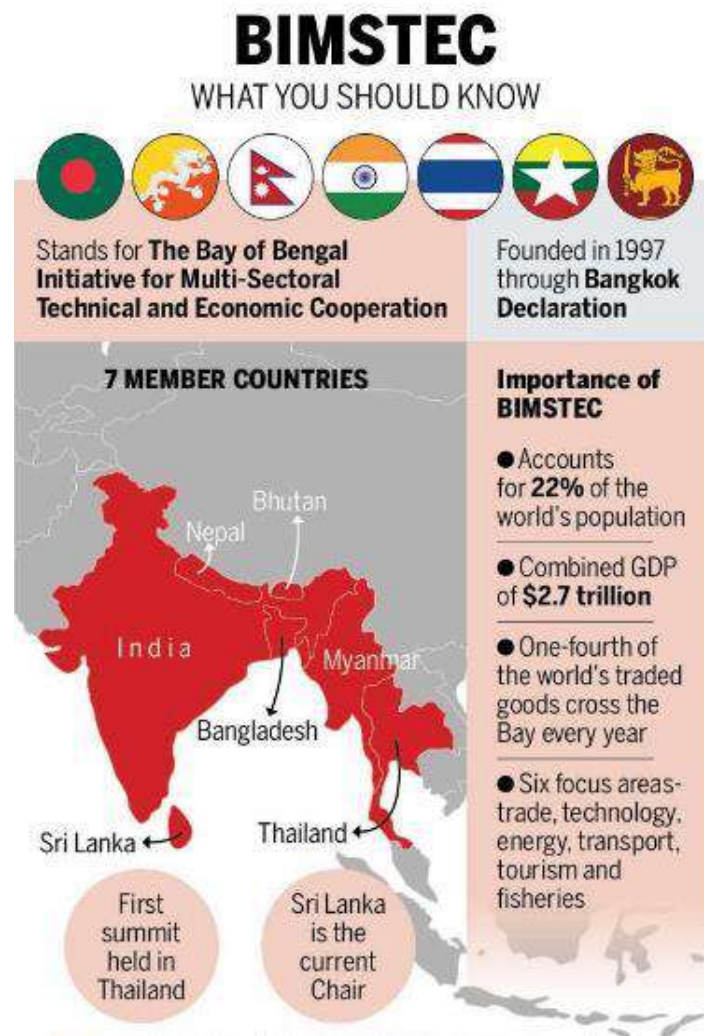 BIMSTEC
WHAT YOU SHOULD KNOW
Stands for The Bay of Bengal
Initiative for Multi-Sectoral
Technical and Economic Cooperation
Founded in 1997
through Bangkok
Declaration
7 MEMBER COUNTRIES
Bhutan
Nepal
India
Myanmar
Bangladesh
Sri Lanka
Thailand
First
summit
held in
Thailand
Sri Lanka
is the
current
Chair
Importance of
BIMSTEC
● Accounts
for 22% of the
world's population
● Combined GDP
of $2.7 trillion
● One-fourth of
the world's traded
goods cross the
Bay every year
● Six focus areas-
trade, technology,
energy, transport,
tourism and
fisheries